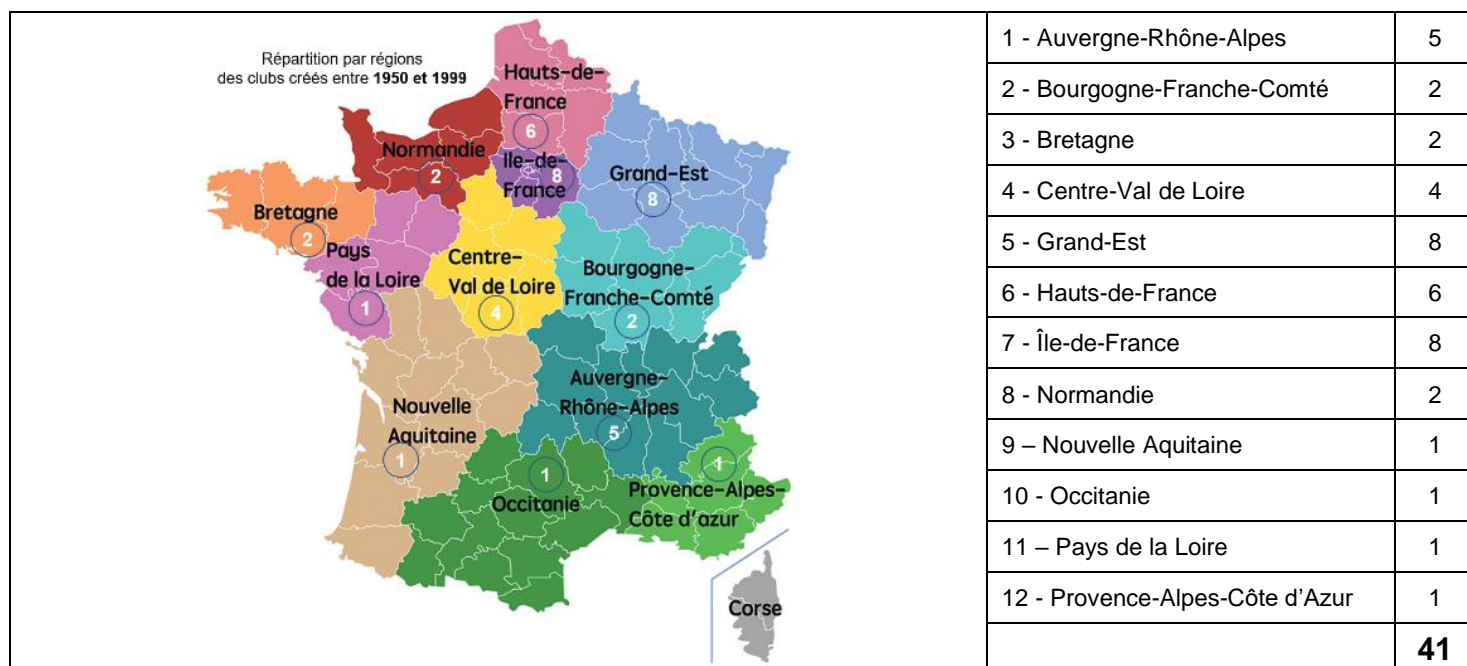 Répartition par régions
des clubs créés entre 1950 et 1999
Hauts-de-
France
6
Normandie
2
Ile-de-
France
8
Grand-Est
8
Bretagne
2
Pays
de la Loire
1
Centre-
Val de Loire
4
Bourgogne-
Franche-Comté
2
Auvergne-
Rhône-Alpes
5
Nouvelle
Aquitaine
1
1
Occitanie
1
Provence-Alpes-
Côte d'azur
Corse
1 - Auvergne-Rhône-Alpes 5
2 - Bourgogne-Franche-Comté 2
3 - Bretagne 2
4 - Centre-Val de Loire 4
5 - Grand-Est 8
6 - Hauts-de-France 6
7 - Île-de-France 8
8 - Normandie 2
9 – Nouvelle Aquitaine 1
10 - Occitanie 1
11 – Pays de la Loire 1
12 - Provence-Alpes-Côte d’Azur 1
41